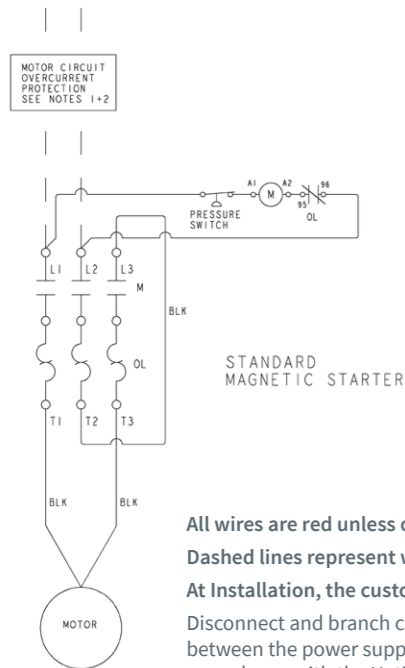 MOTOR CIRCUIT
OVERCURRENT
PROTECTION
SEE NOTES 1+2
A1
M
A2
95
96
OL
PRESSURE
SWITCH
L1
L2
L3
M
BLK
OL
STANDARD
MAGNETIC STARTER
T1
T2
T3
BLK
BLK
MOTOR
All wires are red unless
Dashed lines represent
At Installation, the
Disconnect and branch
between the power